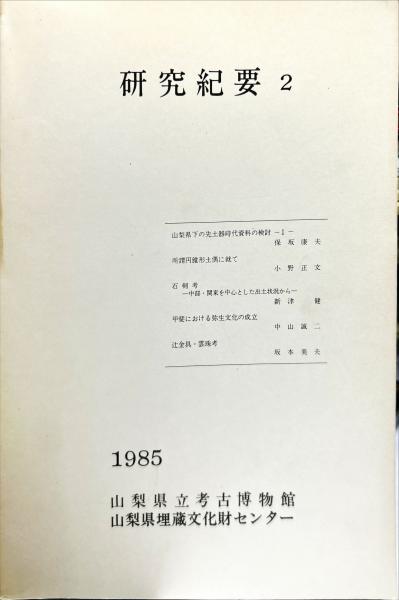 研究紀要 2
山梨県下の先土器時代資料の検討 －1－
保坂康夫
所謂円錐形土偶に就て
小野正文
石剣考
―中部・関東を中心とした出土状況から―
新津健
甲斐における弥生文化の成立
中山誠二
辻金具・雲珠考
坂本美夫
1985
山梨県立考古博物館
山梨県埋蔵文化財センター